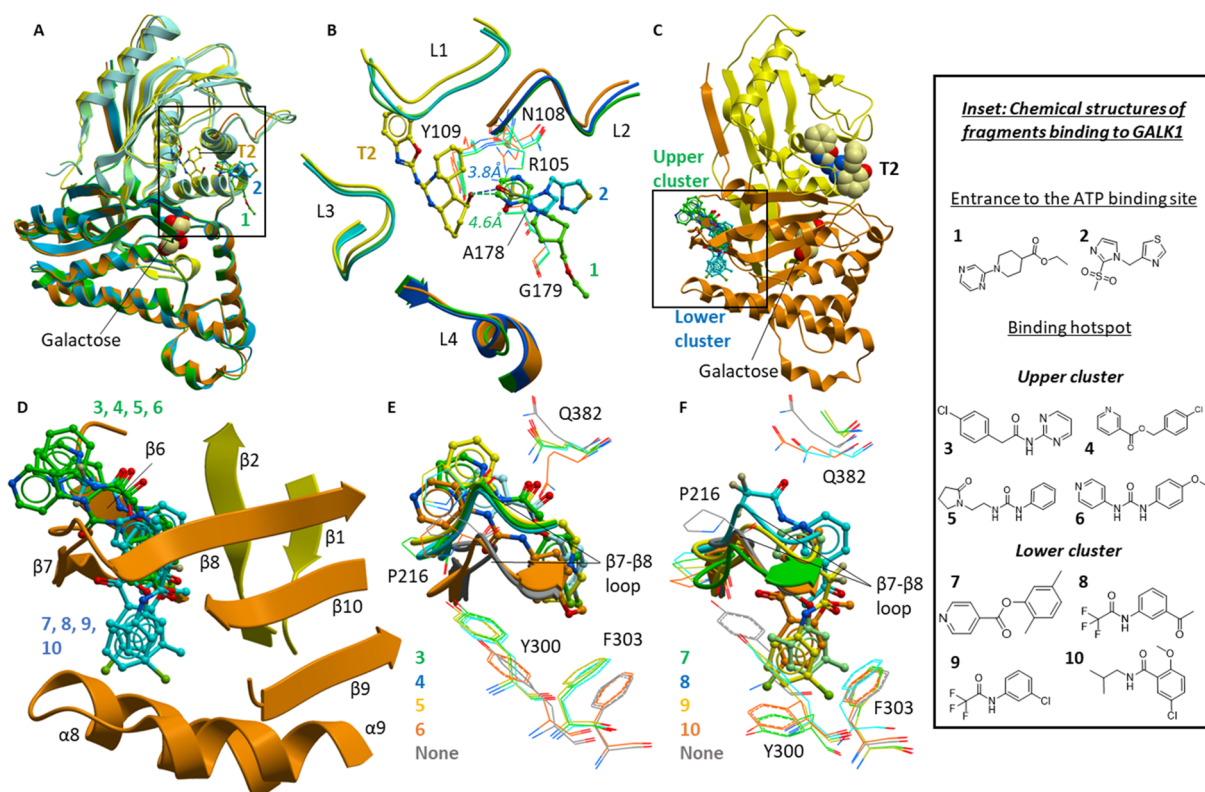 A
T2
2
1
Galactose
B
L1
Y109
N108
L2
T2
R105
3.8Å
2
L3
4.6Å
A178
1
G179
L4
C
T2
Upper
cluster
Lower
cluster
Galactose
D
3, 4, 5, 6
β6
β2
β7
β8
β1
7, 8, 9,
10
β10
β9
α8
α9
E
Q382
P216
β7-β8
loop
Y300
F303
3
4
5
6
None
F
P216
Q382
β7-β8
loop
7
8
9
10
None
F303
Y300
Inset: Chemical structures of
fragments binding to GALK1
Entrance to the ATP binding site
1
2
N
N
N
O
O
N
N
S
N
S
O
O
Binding hotspot
Upper cluster
3
Cl
O
N
H
N
N
4
N
O
O
Cl
5
O
N
N
H
O
N
H
6
N
N
H
O
N
H
O
Lower cluster
7
N
O
O
8
F
F
F
O
N
H
O
9
F
F
F
O
N
H
Cl
10
O
N
H
O
Cl